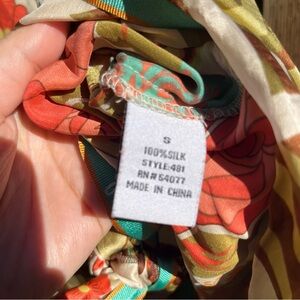 S
100%SILK
STYLE:481
RN#54077
MADE IN CHINA